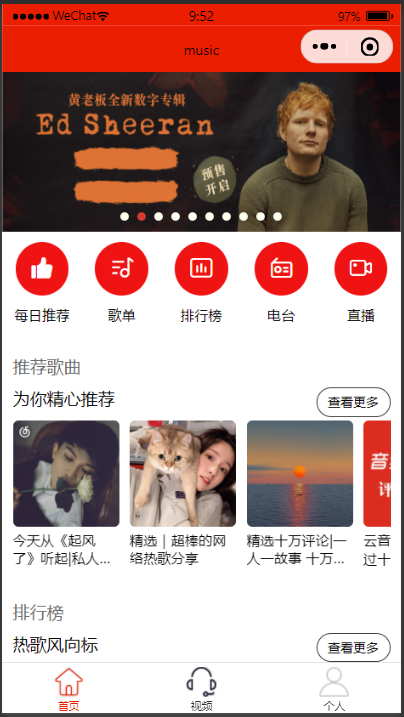 WeChat 9:52 97%
music
黄老板全新数字专辑
Ed Sheeran
预售
开启
每日推荐 歌单 排行榜 电台 直播
推荐歌曲
为你精心推荐 查看更多
今天从《起风 精选｜超棒的网 精选十万评论|一 云音
了》听起|私人... 络热歌分享 人一故事 十万... 过十
排行榜
热歌风向标 查看更多
首页 视频 个人